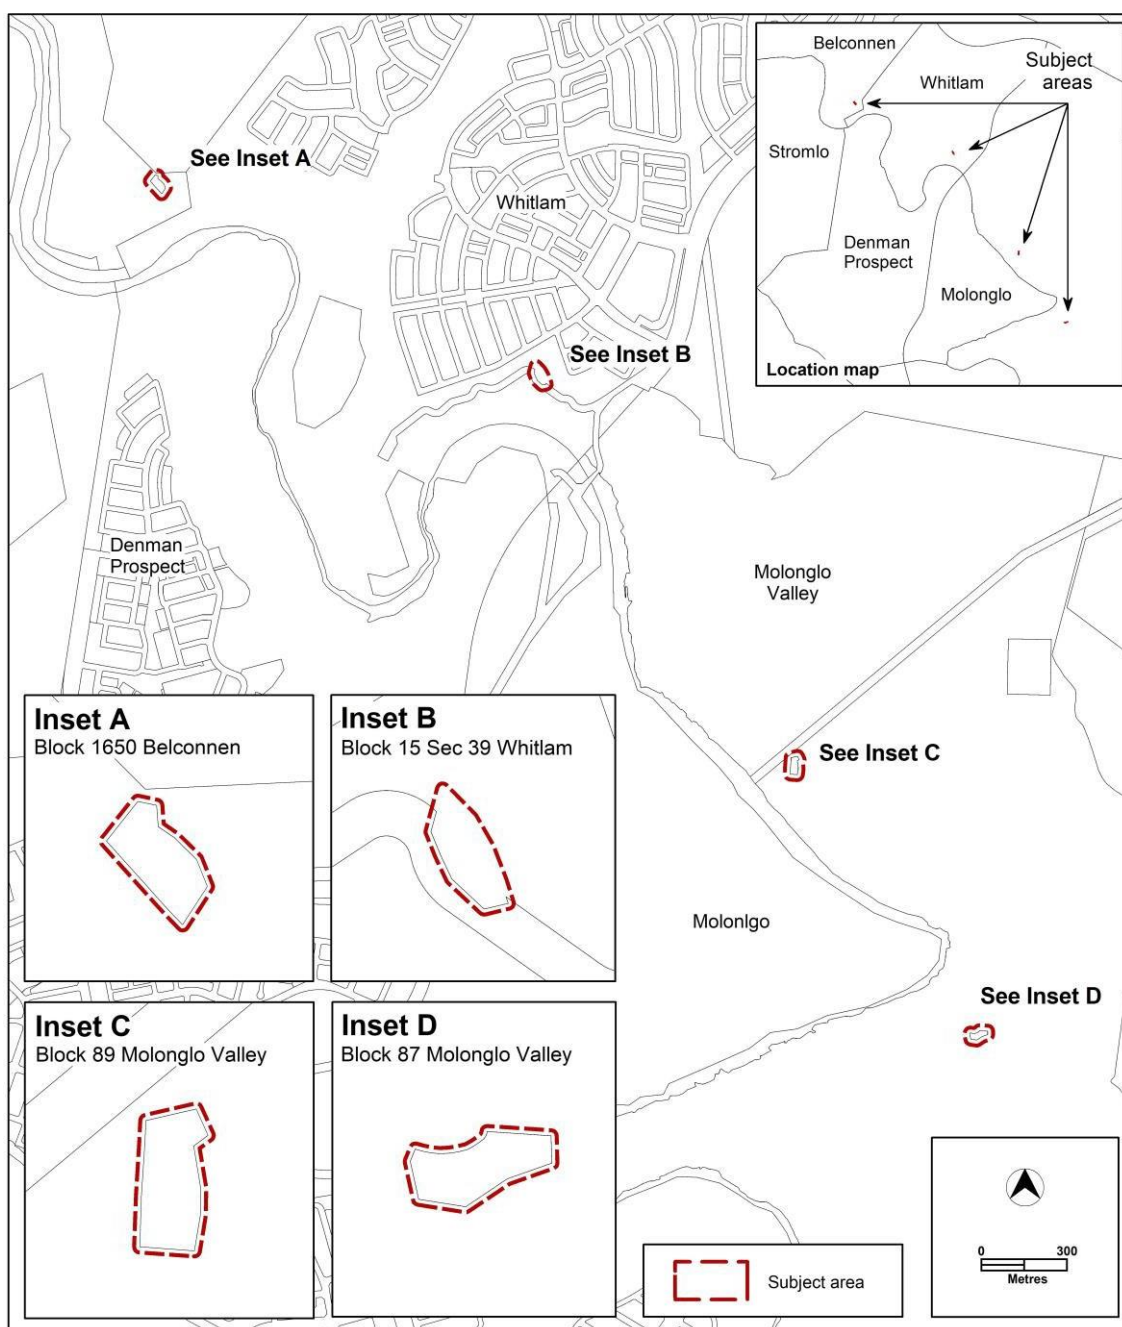 Belconnen
Subject
areas
Whitlam
Stromlo
Denman
Prospect
Molonglo
Location map
See Inset A
Whitlam
See Inset B
Denman
Prospect
Molonglo
Valley
Inset A
Block 1650 Belconnen
Inset B
Block 15 Sec 39 Whitlam
See Inset C
Molonlgo
See Inset D
Inset C
Block 89 Molonglo Valley
Inset D
Block 87 Molonglo Valley
Subject area
0 300
Metres